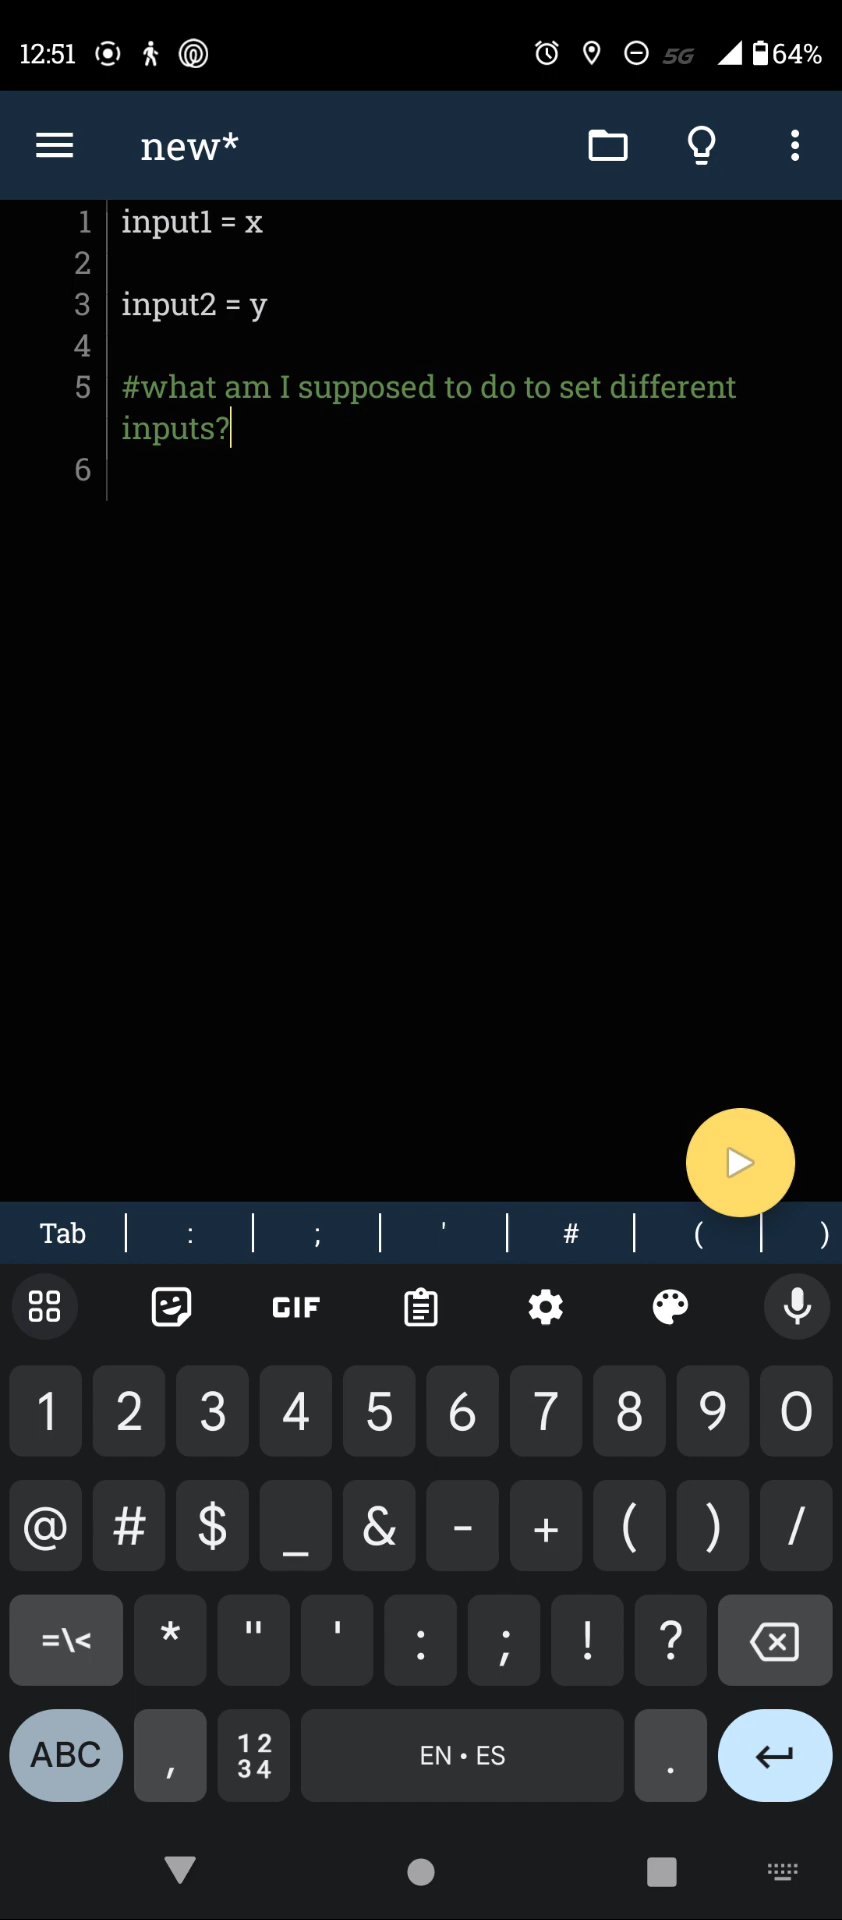 12:51 5G 64%
new*
1 input1 = x
2
3 input2 = y
4
5 #what am I supposed to do to set different
inputs?
6
Tab : ; ' # ( )
GIF
1 2 3 4 5 6 7 8 9 0
@ # $ _ & - + ( ) /
=\< * " ' : ; ! ?
ABC , 12 34 EN • ES .